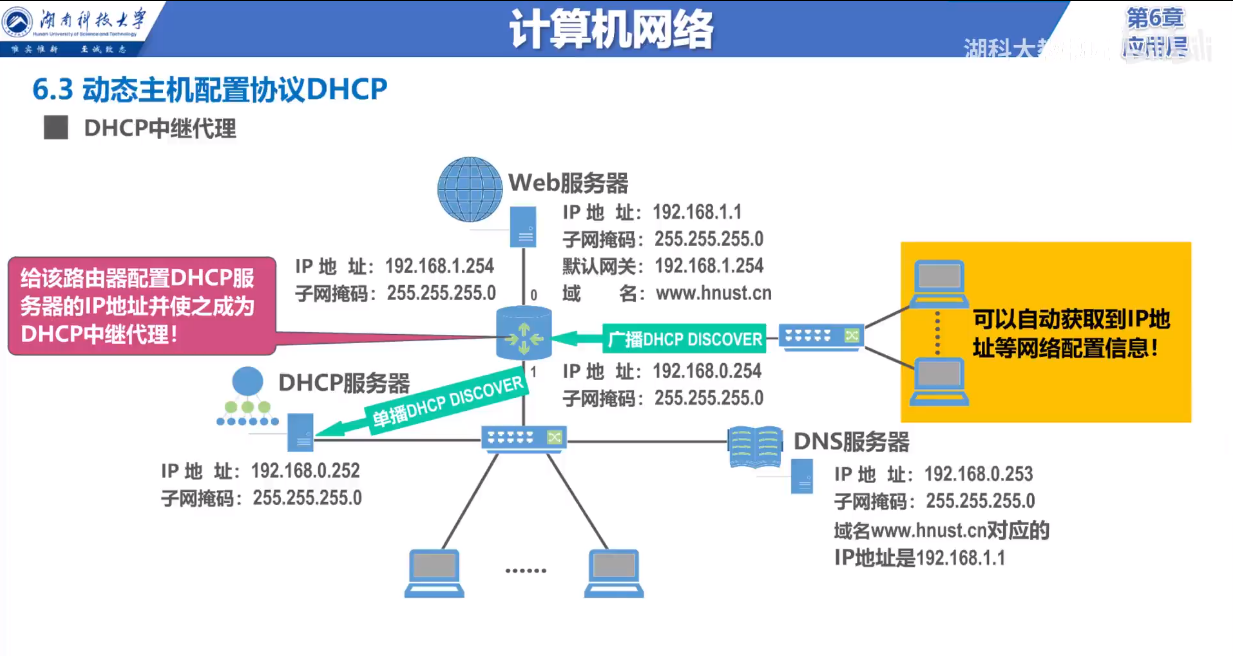 湖南科技大学
Hunan University of Science and Technology
唯实惟新 至诚致志
计算机网络
第6章
应用层
湖科大教
6.3 动态主机配置协议DHCP
DHCP中继代理
Web服务器
IP 地 址：192.168.1.1
子网掩码：255.255.255.0
默认网关：192.168.1.254
域 名：www.hnust.cn
IP 地 址：192.168.1.254
子网掩码：255.255.255.0
0
给该路由器配置DHCP服
务器的IP地址并使之成为
DHCP中继代理！
广播DHCP DISCOVER
可以自动获取到IP地
址等网络配置信息！
1
IP 地 址：192.168.0.254
子网掩码：255.255.255.0
DHCP服务器
单播DHCP DISCOVER
IP 地 址：192.168.0.252
子网掩码：255.255.255.0
DNS服务器
IP 地 址：192.168.0.253
子网掩码：255.255.255.0
域名www.hnust.cn对应的
IP地址是192.168.1.1
......